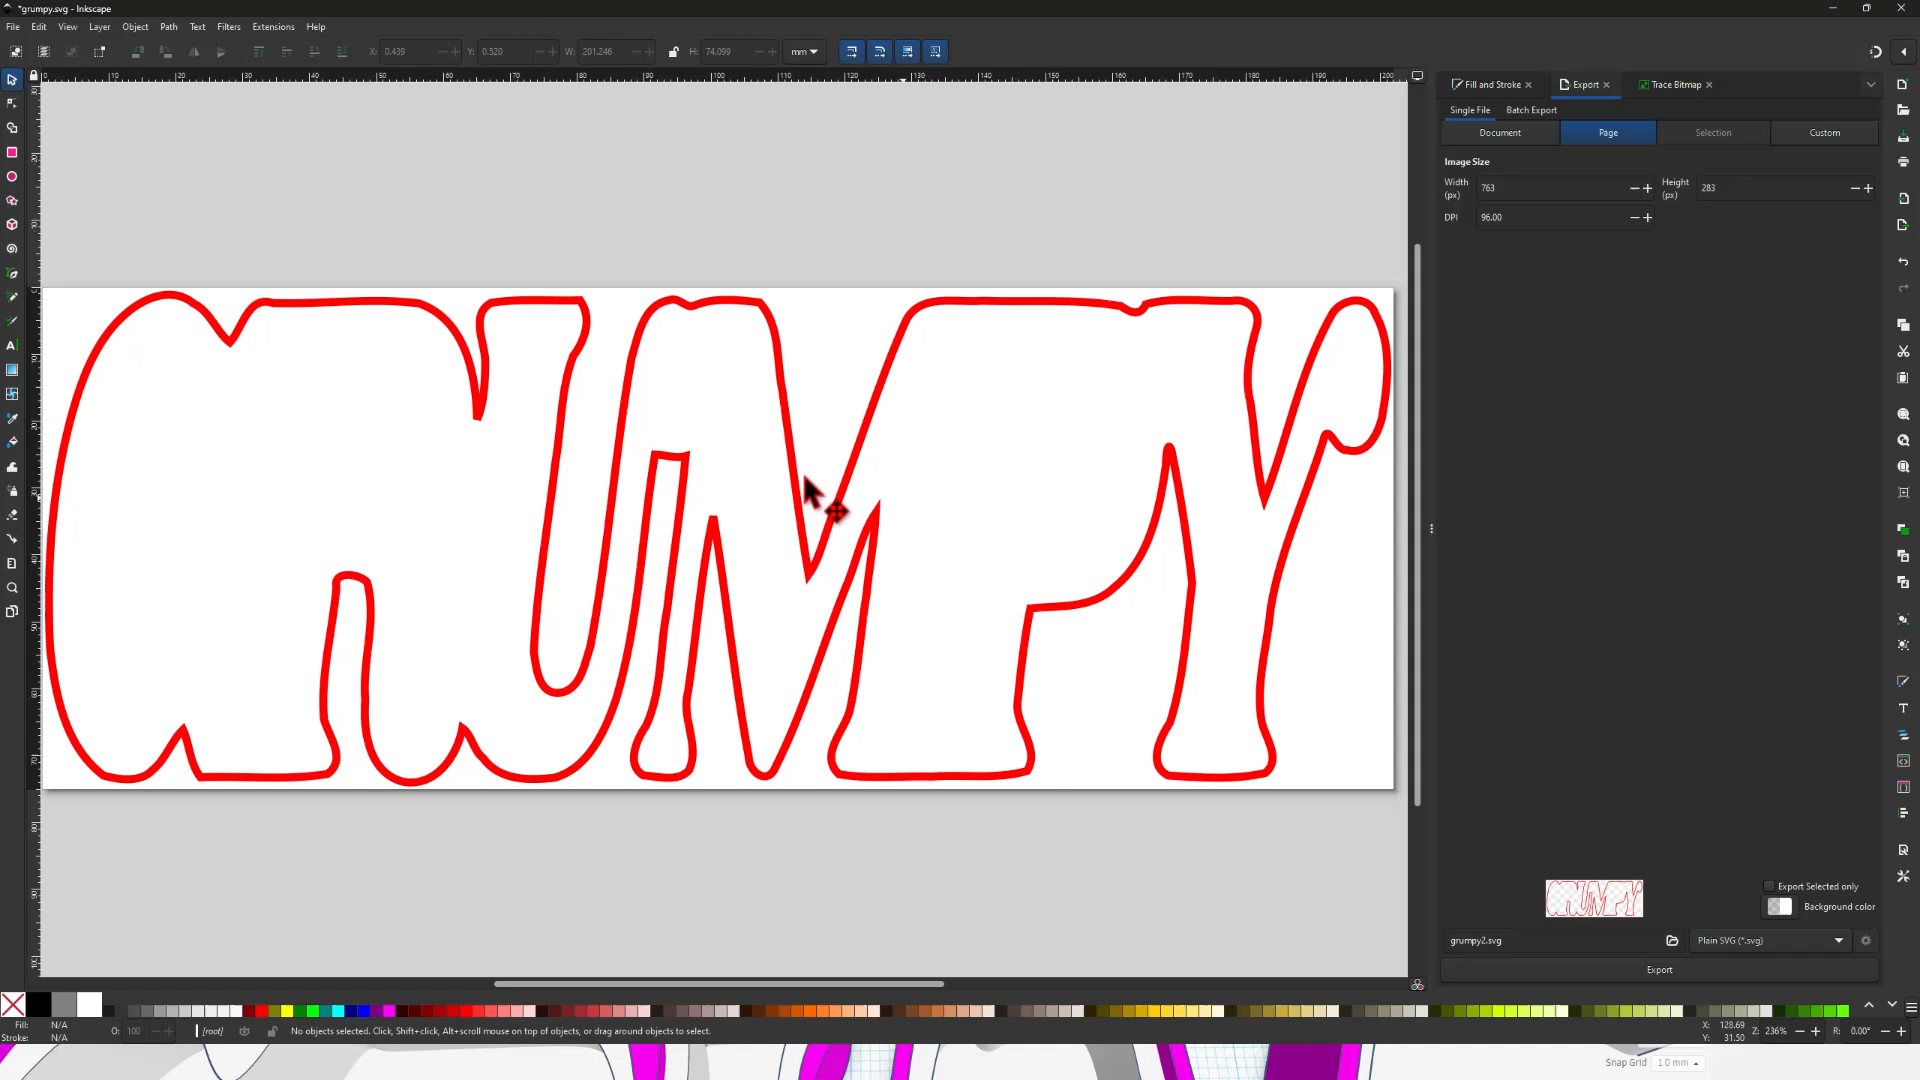 *grumpy.svg - Inkscape
File Edit View Layer Object Path Text Filters Extensions Help
X: 0.439 Y: 0.520 W: 201.246 H: 74.099 mm
Fill and Stroke Export Trace Bitmap
Single File Batch Export
Document Page Selection Custom
Image Size
Width (px) 763 Height (px) 283
DPI 96.00
UMPY
Export Selected only
Background color
grumpy2.svg Plain SVG (*.svg)
Export
Fill: N/A
Stroke: N/A
O: 100
[root]
No objects selected. Click, Shift+click, Alt+scroll mouse on top of objects, or drag around objects to select.
X: 128.69
Y: 31.50
Z: 236%
R: 0.00°
Snap Grid 1.0 mm